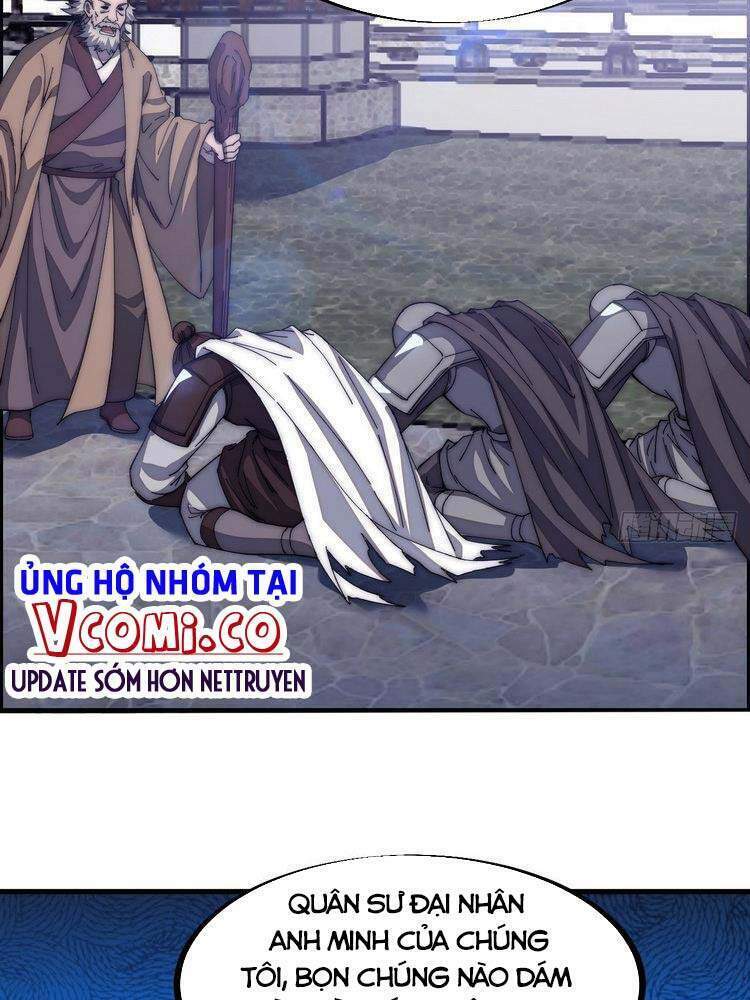 ỦNG HỘ NHÓM TẠI
VCOMI.CO
UPDATE SỚM HƠN NETTRUYEN
QUÂN SƯ ĐẠI NHÂN
ANH MINH CỦA CHÚNG
TÔI, BỌN CHÚNG NÀO DÁM